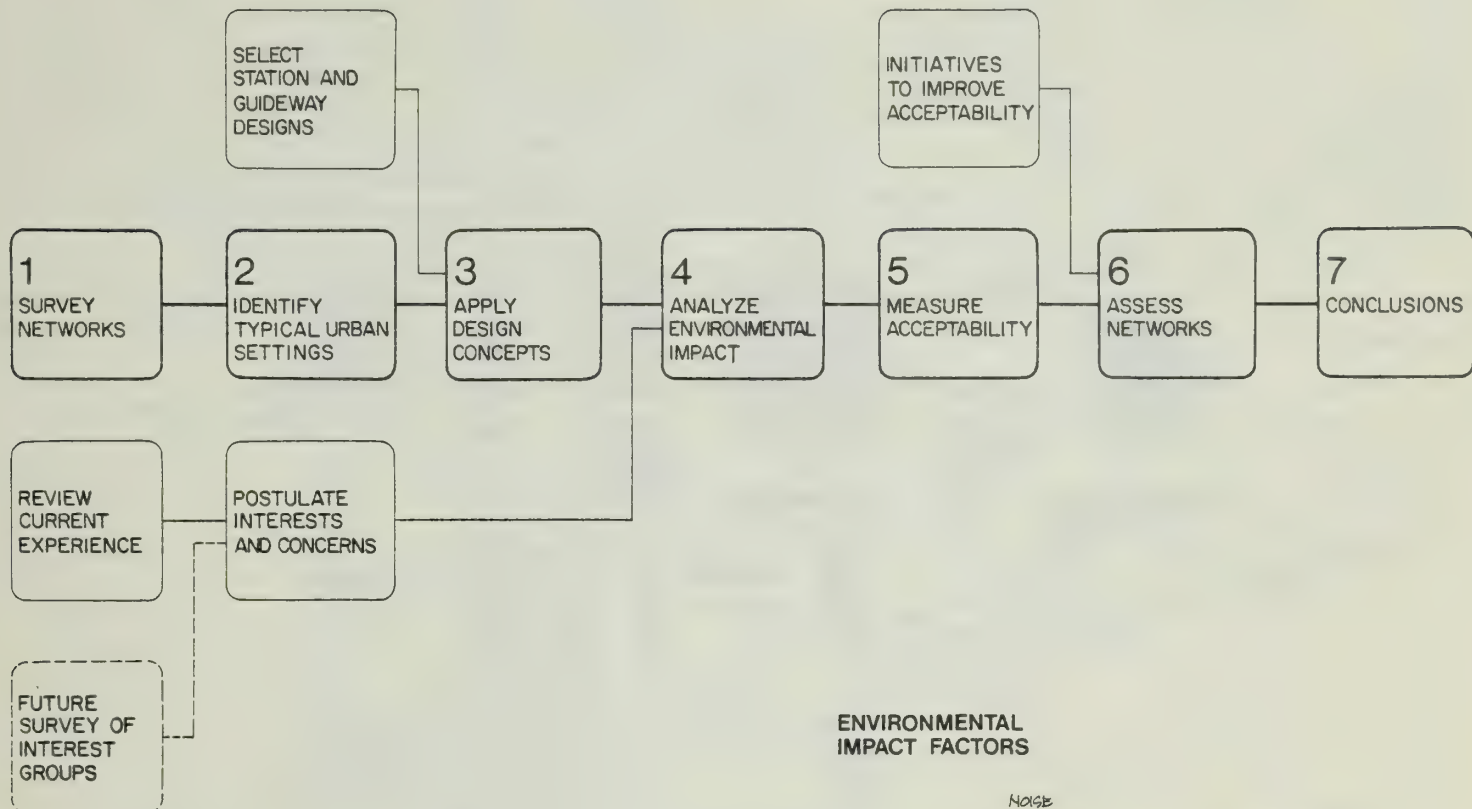 SELECT
STATION AND
GUIDEWAY
DESIGNS
INITIATIVES
TO IMPROVE
ACCEPTABILITY
1
SURVEY
NETWORKS
2
IDENTIFY
TYPICAL URBAN
SETTINGS
3
APPLY
DESIGN
CONCEPTS
4
ANALYZE
ENVIRONMENTAL
IMPACT
5
MEASURE
ACCEPTABILITY
6
ASSESS
NETWORKS
7
CONCLUSIONS
REVIEW
CURRENT
EXPERIENCE
POSTULATE
INTERESTS
AND CONCERNS
FUTURE
SURVEY OF
INTEREST
GROUPS
ENVIRONMENTAL
IMPACT FACTORS
NOISE